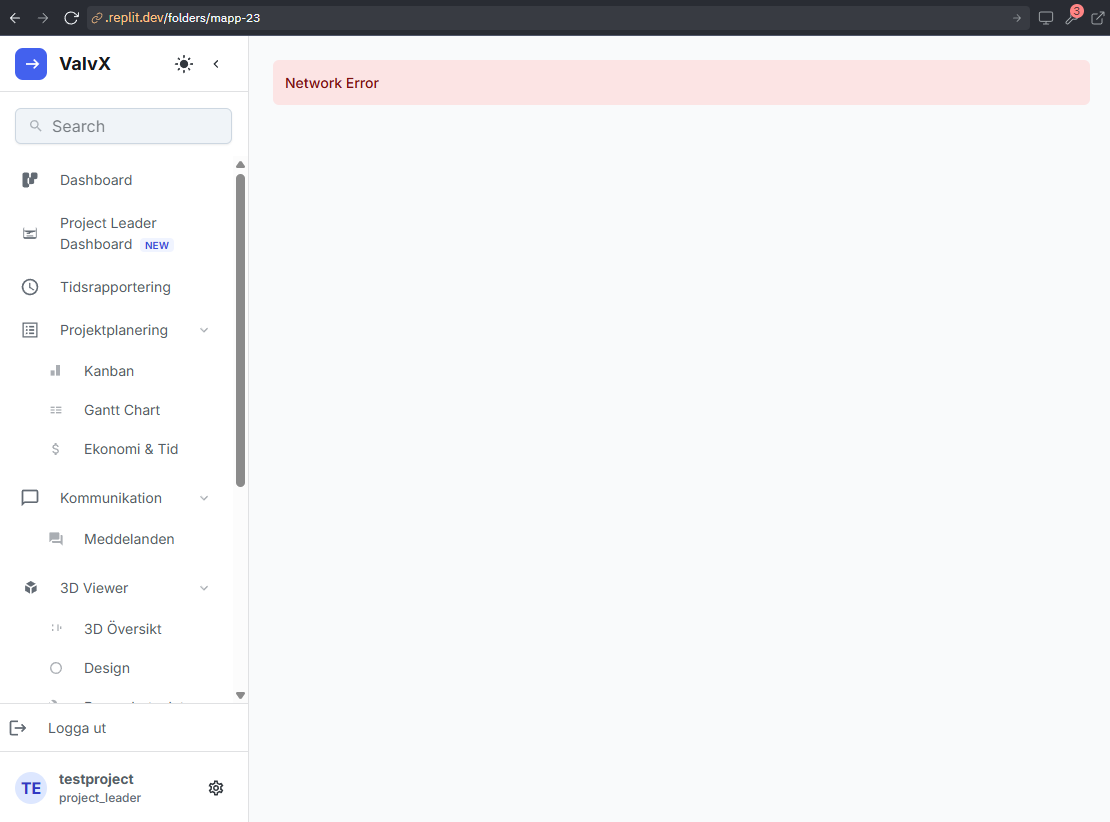 .replit.dev/folders/mapp-23
3
ValvX
Network Error
Search
Dashboard
Project Leader
Dashboard NEW
Tidsrapportering
Projektplanering
Kanban
Gantt Chart
Ekonomi & Tid
Kommunikation
Meddelanden
3D Viewer
3D Översikt
Design
Logga ut
TE
testproject
project_leader